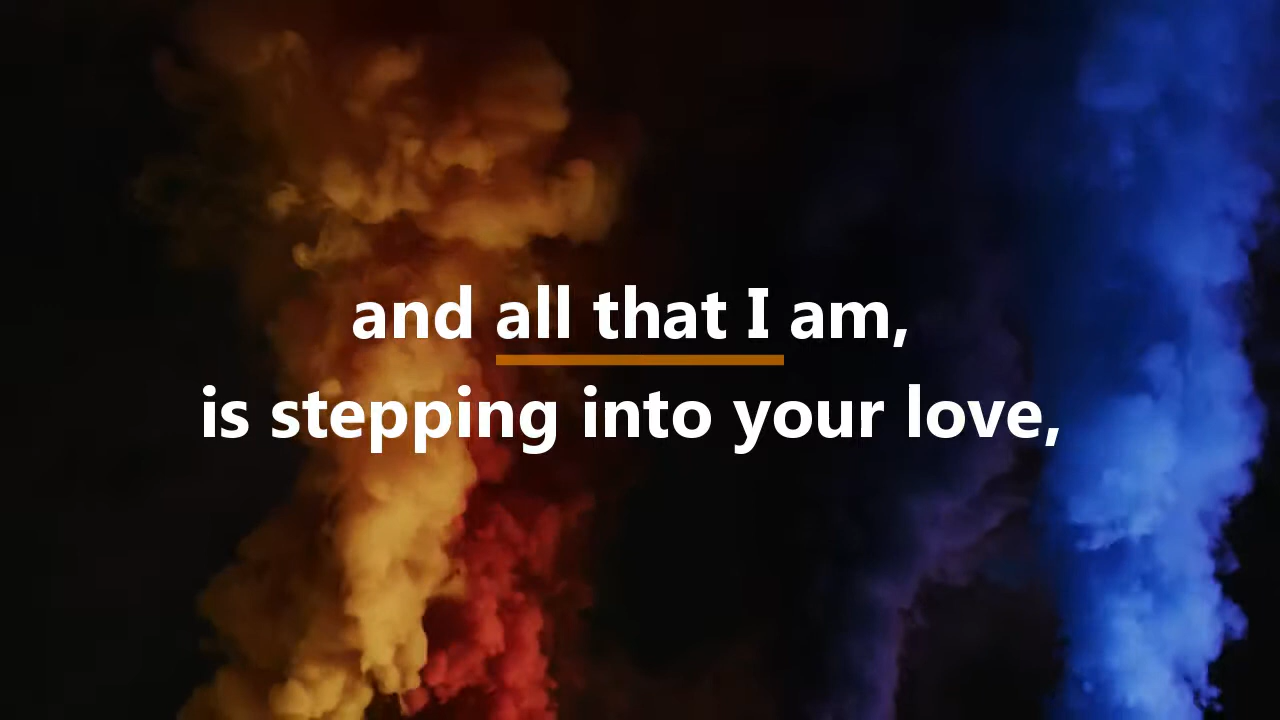 and all that I am,
is stepping into your love,